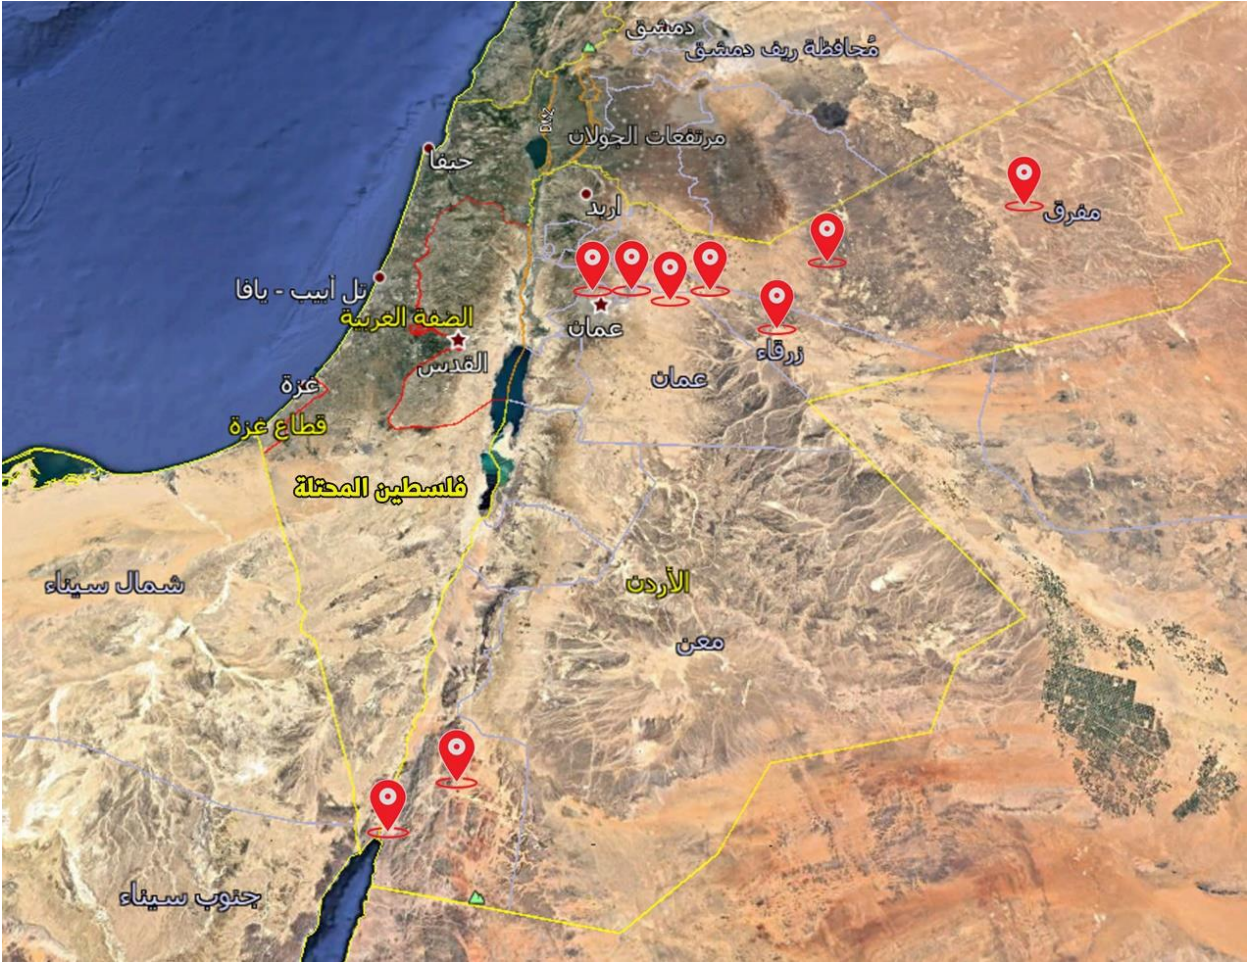 دمشق
مُحافظة ريف دمشق
DMZ
مرتفعات الجولان
حيفا
اربد
مفرق
تل أبيب - يافا
الضفة الغربية
عمان
القدس
زرقاء
عمان
غزة
قطاع غزة
فلسطين المحتلة
شمال سيناء
الأردن
معن
جنوب سيناء